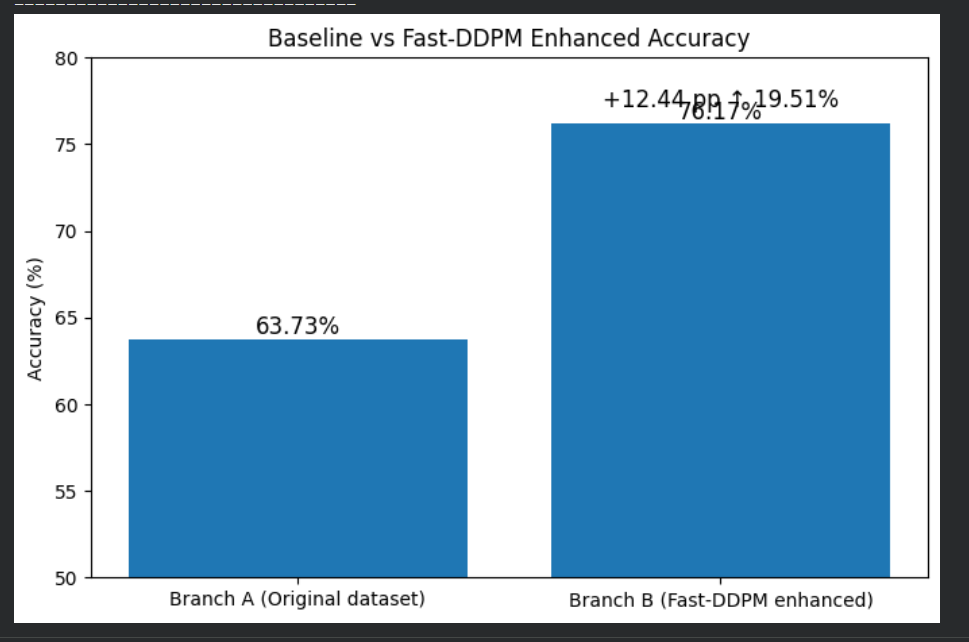 Baseline vs Fast-DDPM Enhanced Accuracy
80
75
70
65
60
55
50
Accuracy (%)
+12.44 pp ↑ 19.51%
76.17%
63.73%
Branch A (Original dataset)
Branch B (Fast-DDPM enhanced)